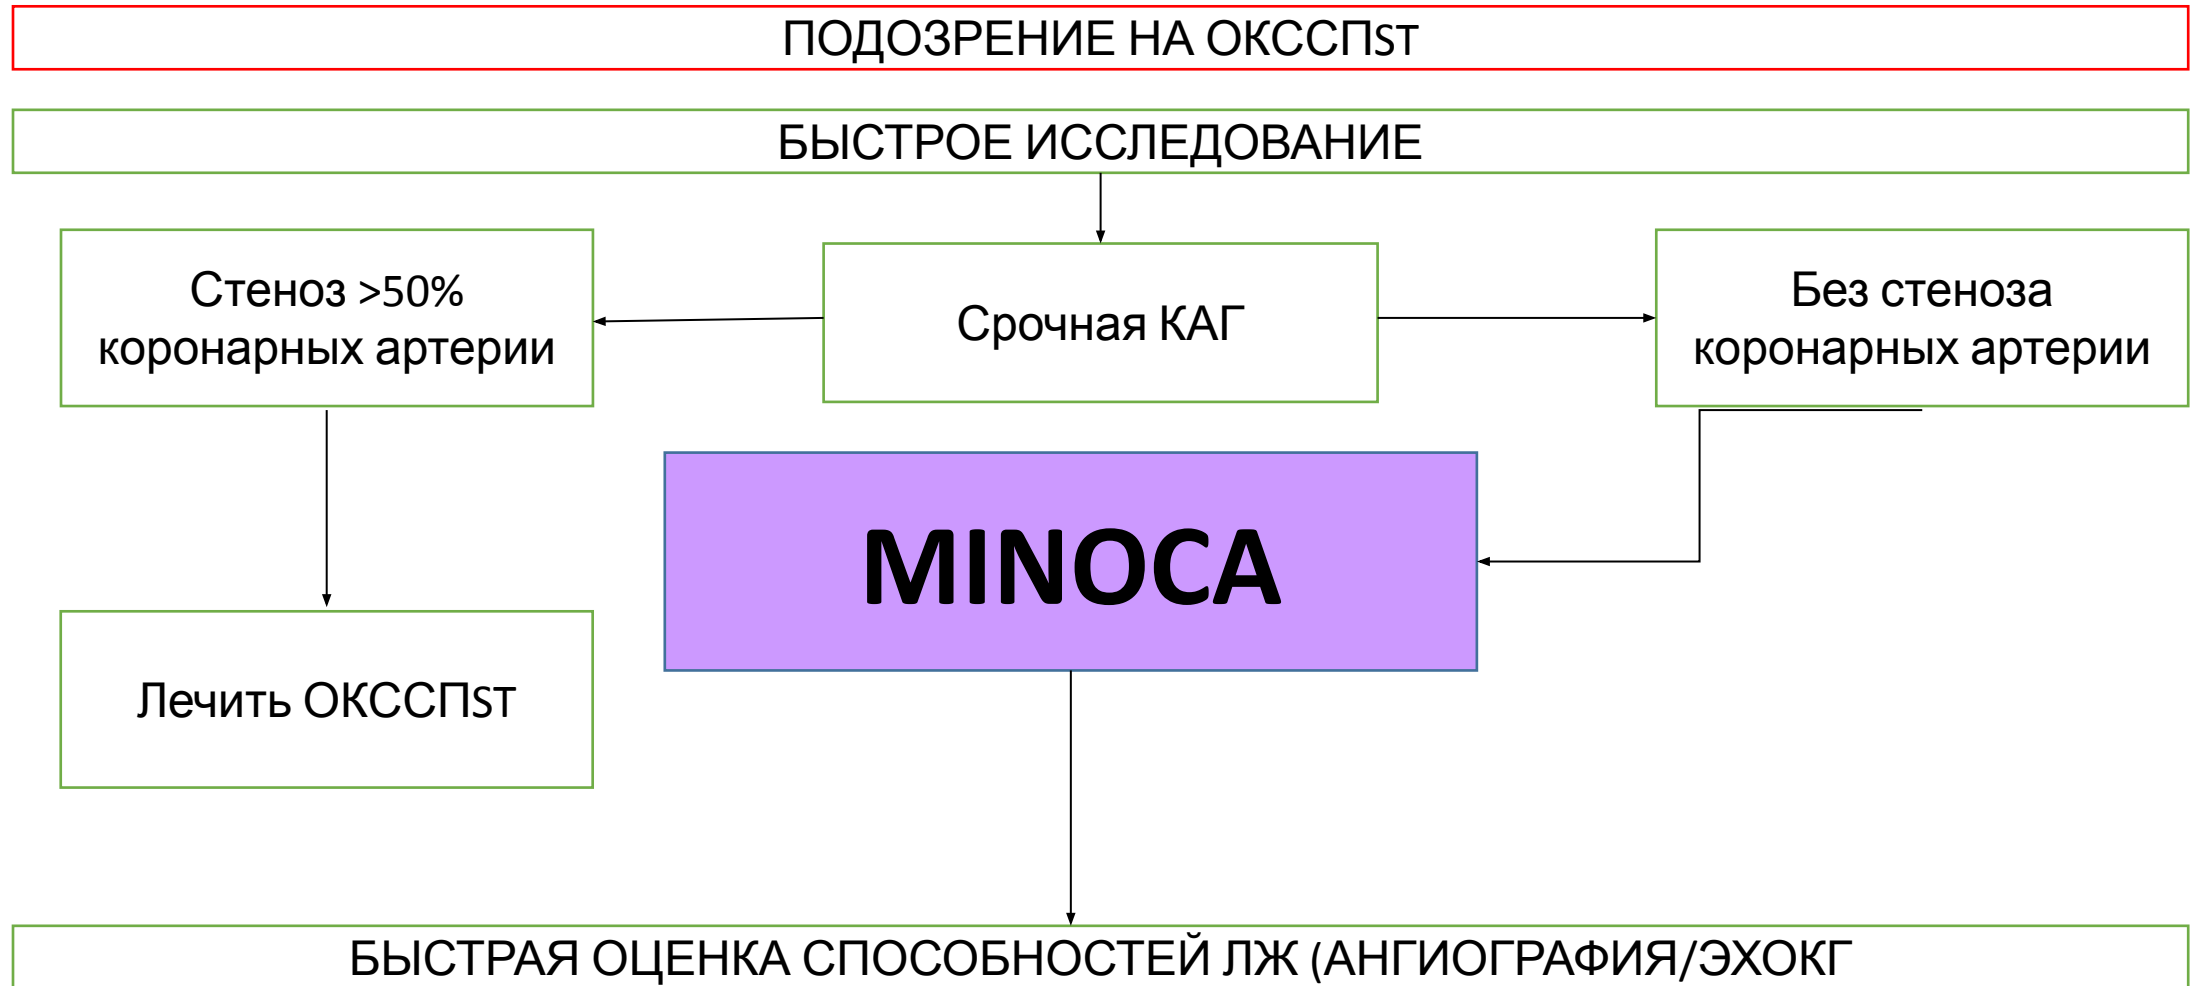 ПОДОЗРЕНИЕ НА ОКССПST
БЫСТРОЕ ИССЛЕДОВАНИЕ
Стеноз >50%
коронарных артерии
Срочная КАГ
Без стеноза
коронарных артерии
MINOCA
Лечить ОКССПST
БЫСТРАЯ ОЦЕНКА СПОСОБНОСТЕЙ ЛЖ (АНГИОГРАФИЯ/ЭХОКГ